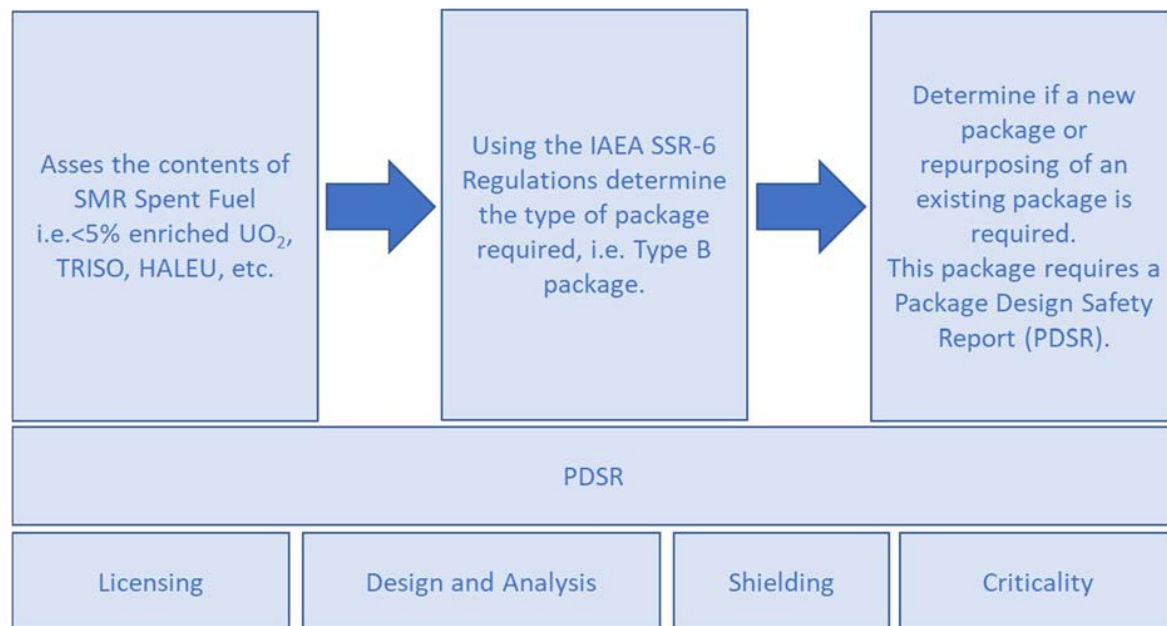 Asses the contents of
SMR Spent Fuel
i.e.<5% enriched UO₂,
TRISO, HALEU, etc.
Using the IAEA SSR-6
Regulations determine
the type of package
required, i.e. Type B
package.
Determine if a new
package or
repurposing of an
existing package is
required.
This package requires a
Package Design Safety
Report (PDSR).
PDSR
Licensing
Design and Analysis
Shielding
Criticality